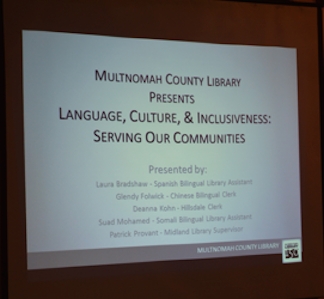 MULTNOMAH COUNTY LIBRARY
PRESENTS
LANGUAGE, CULTURE, & INCLUSIVENESS:
SERVING OUR COMMUNITIES
Presented by:
Laura Bradshaw - Spanish Bilingual Library Assistant
Glendy Folwick - Chinese Bilingual Clerk
Deanna Kohn - Hillsdale Clerk
Suad Mohamed - Somali Bilingual Library Assistant
Patrick Provant - Midland Library Supervisor
MULTNOMAH COUNTY LIBRARY